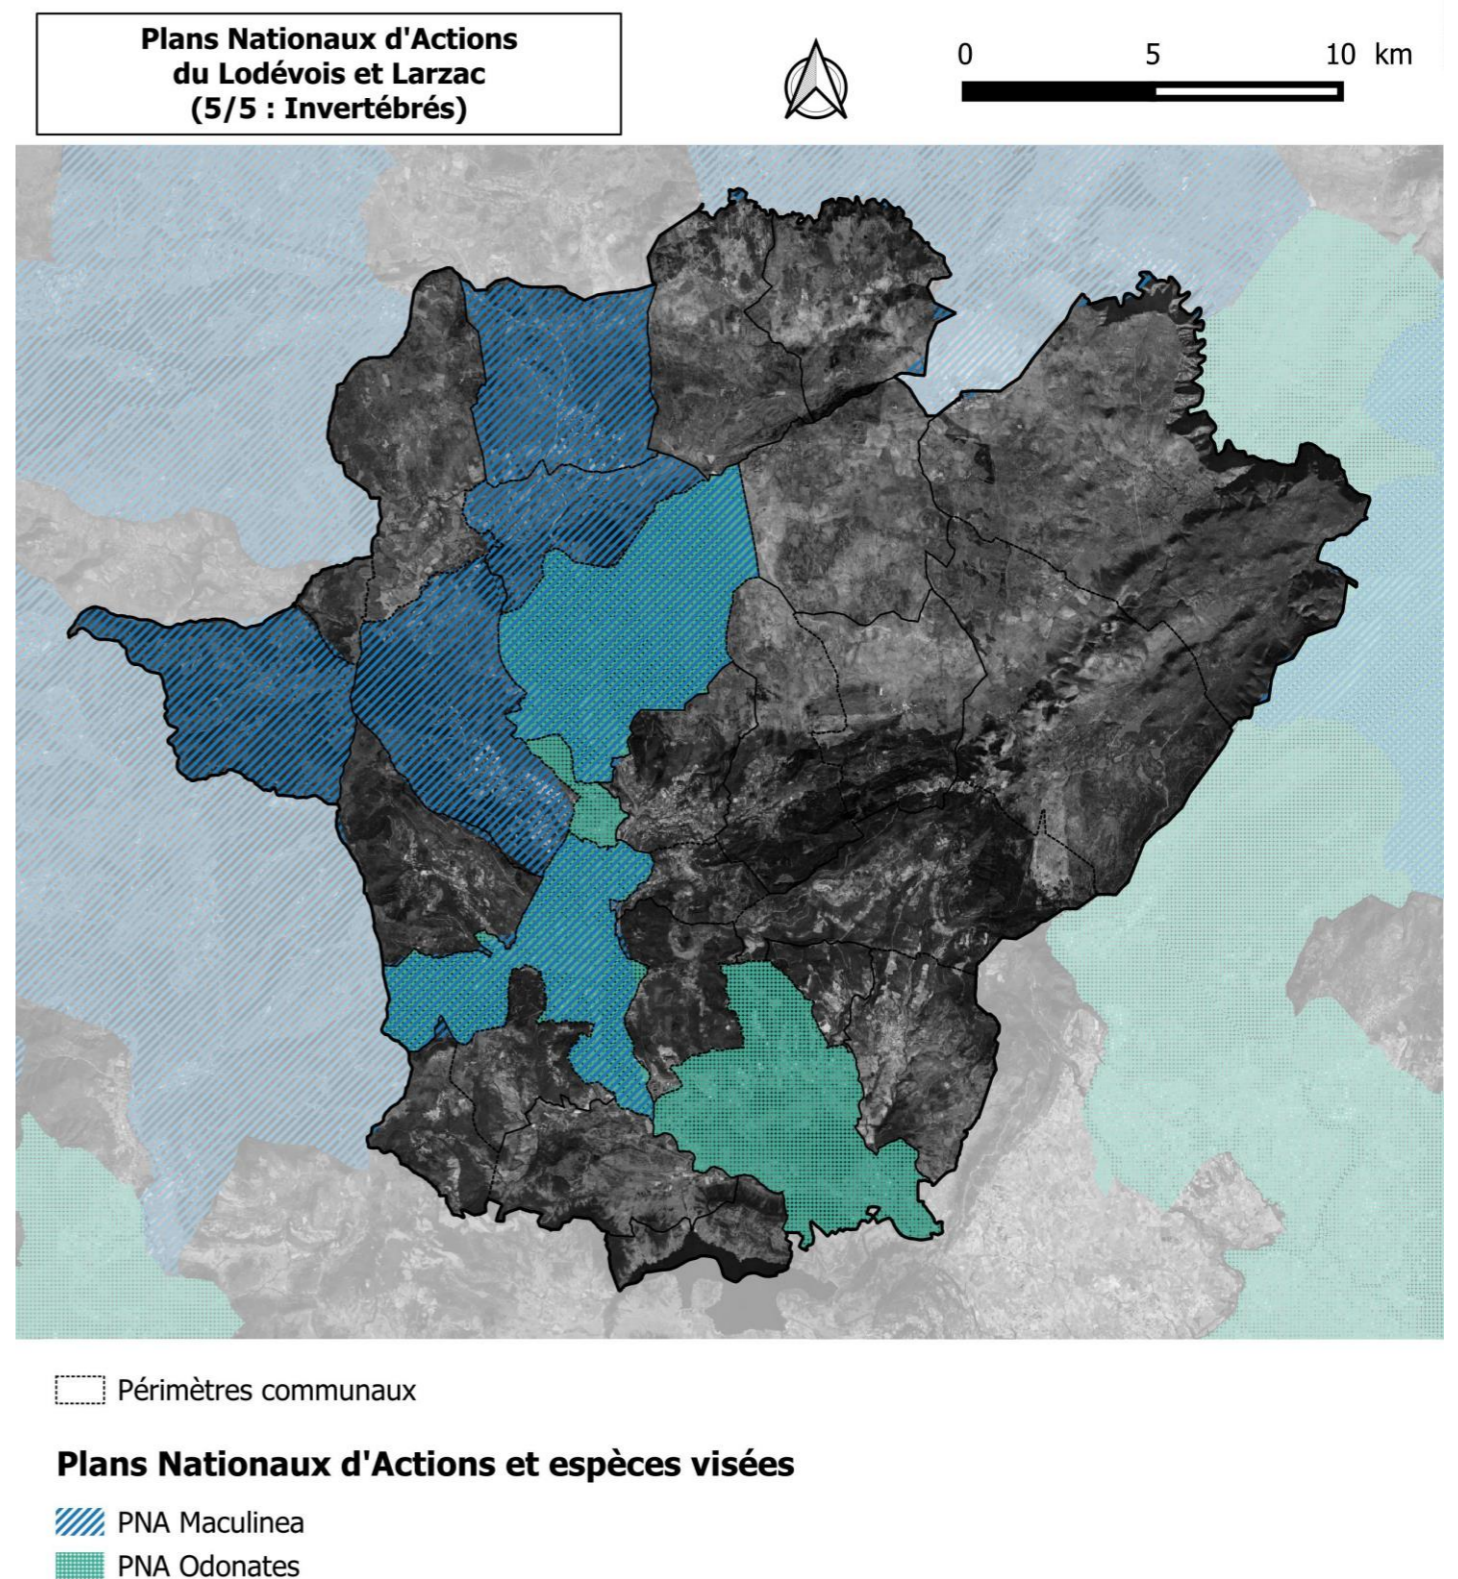 Plans Nationaux d'Actions
du Lodévois et Larzac
(5/5 : Invertébrés)
0 5 10 km
Périmètres communaux
Plans Nationaux d'Actions et espèces visées
PNA Maculinea
PNA Odonates